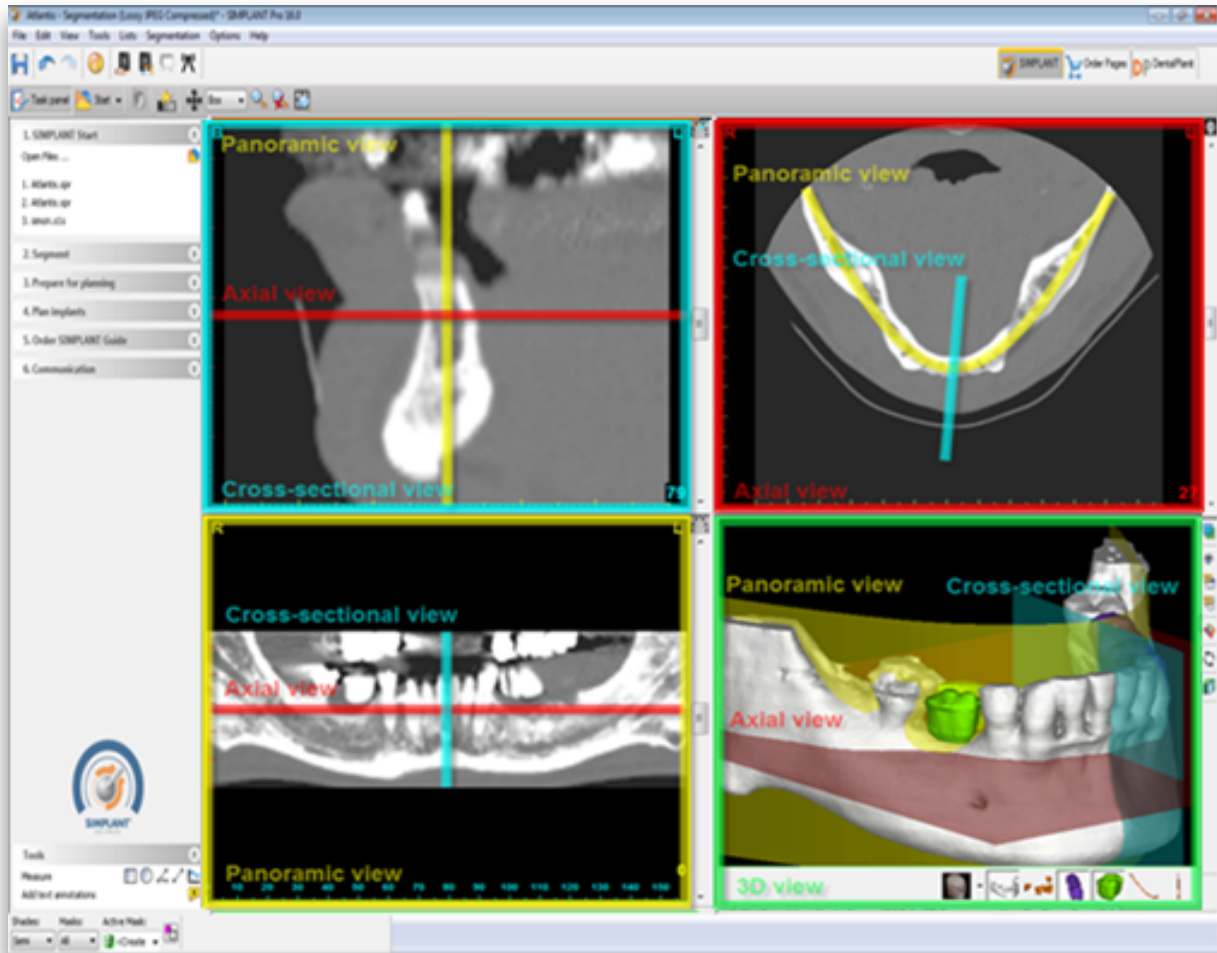 Atlantis - Segmentation (Lossy JPEG Compressed)* - SIMPLANT Pro 16.0
File Edit View Tools Lists Segmentation Options Help
SIMPLANT Order Pages DentalPlanit
Task panel Start Box
1. SIMPLANT Start
Open Files ...
1. Atlantis.spr
2. Atlantis.spr
3. simon.cls
2. Segment
3. Prepare for planning
4. Plan implants
5. Order SIMPLANT Guide
6. Communication
SIMPLANT
Tools
Measure
Add text annotations
Shades: Masks: Active Mask:
Semi All <Create
Panoramic view
Axial view
Cross-sectional view
79
R L
Panoramic view
Cross-sectional view
Axial view
27
R L
Cross-sectional view
Axial view
Panoramic view
0
10 20 30 40 50 60 70 80 90 100 110 120 130 140 150
Panoramic view
Cross-sectional view
Axial view
3D view